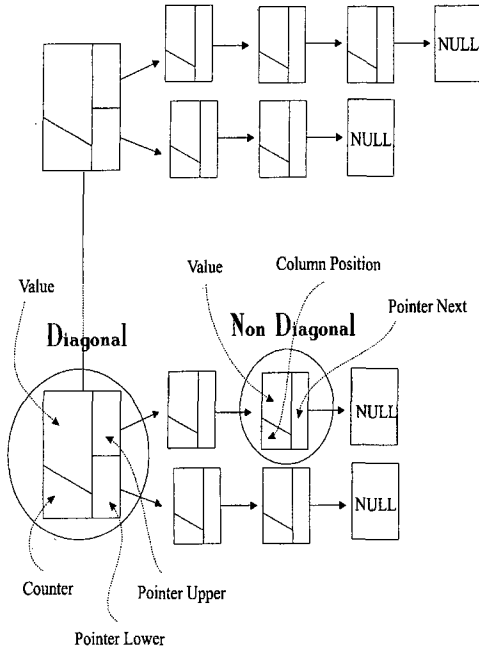 NULL
NULL
Value
Column Position
Diagonal
Non Diagonal
Value
Pointer Next
NULL
NULL
Counter
Pointer Upper
Pointer Lower